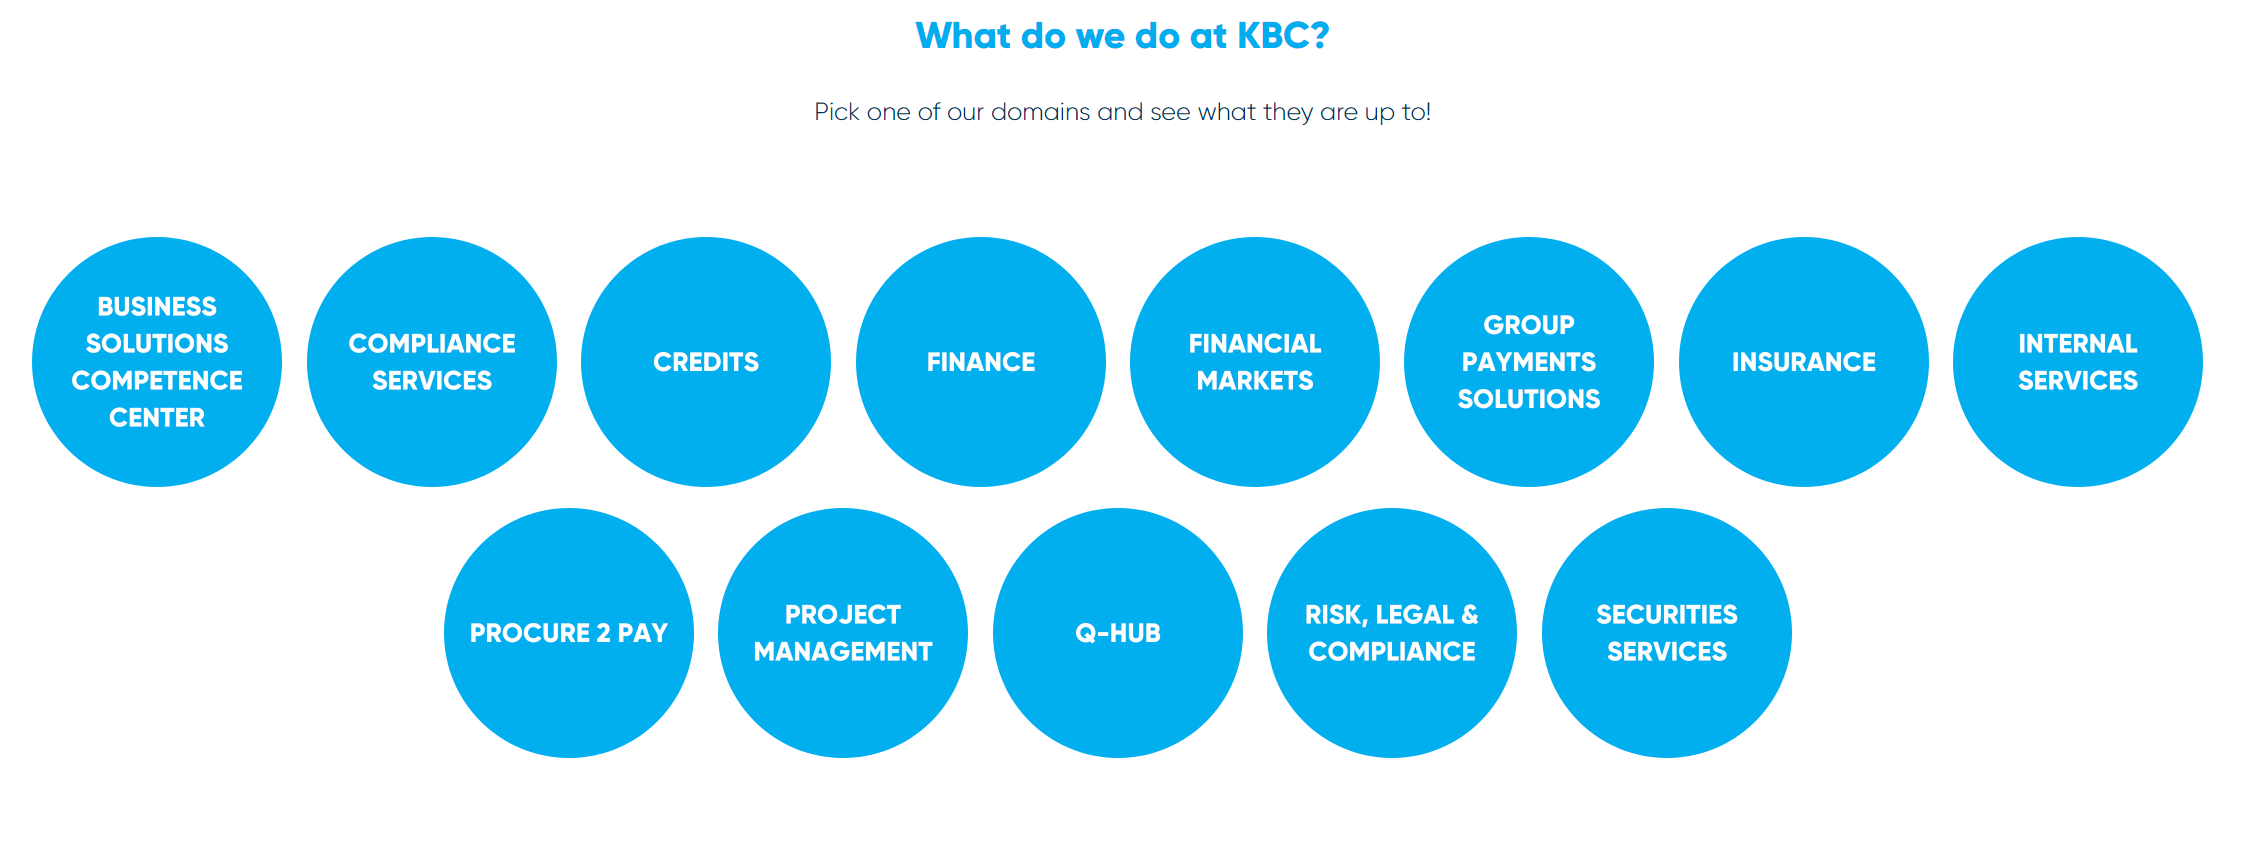 What do we do at KBC?
Pick one of our domains and see what they are up to!
BUSINESS
SOLUTIONS
COMPETENCE
CENTER
COMPLIANCE
SERVICES
CREDITS
FINANCE
FINANCIAL
MARKETS
GROUP
PAYMENTS
SOLUTIONS
INSURANCE
INTERNAL
SERVICES
PROCURE 2 PAY
PROJECT
MANAGEMENT
Q-HUB
RISK, LEGAL &
COMPLIANCE
SECURITIES
SERVICES